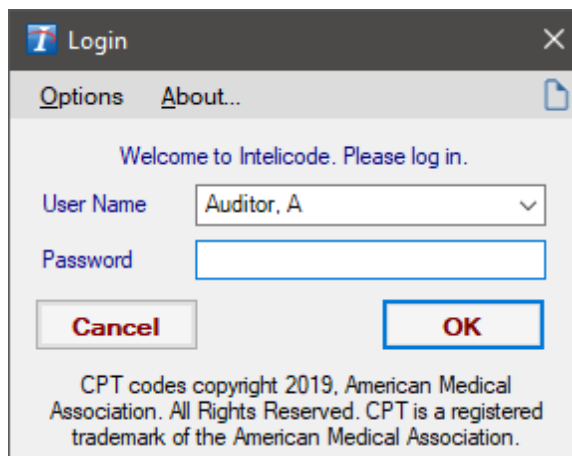 Login
Options About...
Welcome to Intelicode. Please log in.
User Name Auditor, A
Password
Cancel OK
CPT codes copyright 2019, American Medical
Association. All Rights Reserved. CPT is a registered
trademark of the American Medical Association.